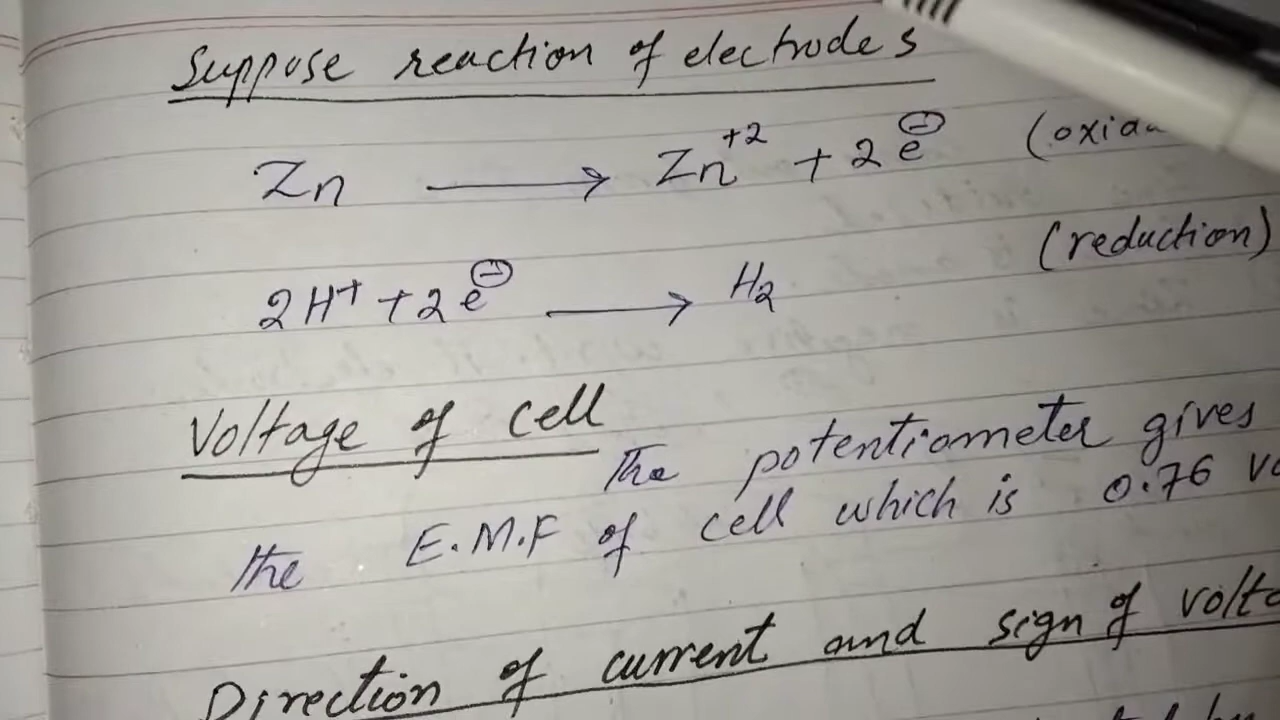 Suppose reaction of electrodes
Zn ⟶ Zn⁺² + 2e⊖ (oxida
2H⁺ + 2e⊖ ⟶ H₂ (reduction)
Voltage of cell
The potentiometer gives
the E.M.F of cell which is 0.76 vo
Direction of current and sign of volta